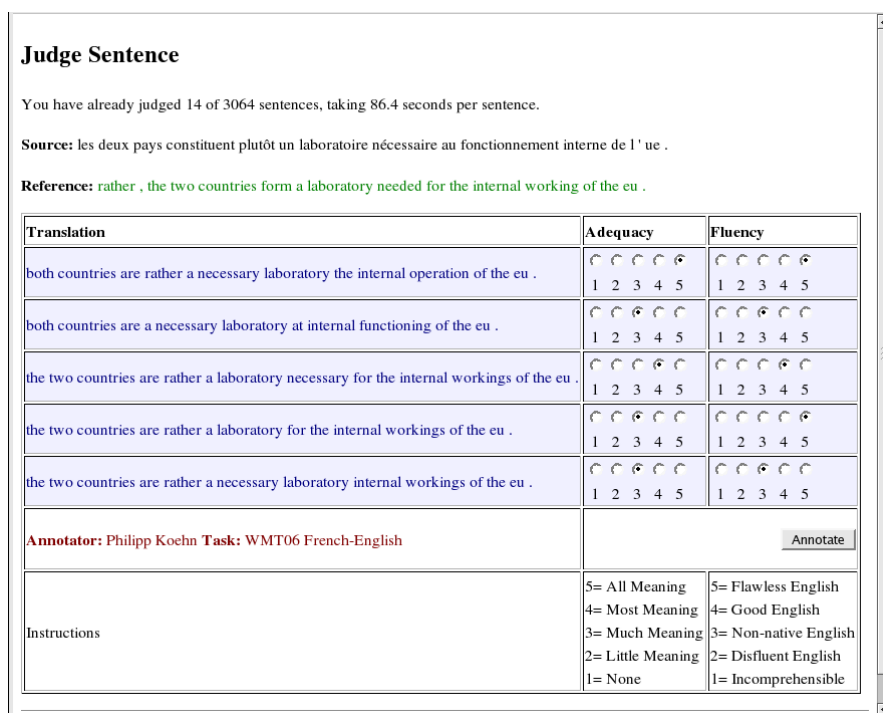 Judge Sentence
You have already judged 14 of 3064 sentences, taking 86.4 seconds per sentence.
Source: les deux pays constituent plutôt un laboratoire nécessaire au fonctionnement interne de l ' ue .
Reference: rather , the two countries form a laboratory needed for the internal working of the eu .
Translation Adequacy Fluency
both countries are rather a necessary laboratory the internal operation of the eu .
1 2 3 4 5 1 2 3 4 5
both countries are a necessary laboratory at internal functioning of the eu .
1 2 3 4 5 1 2 3 4 5
the two countries are rather a laboratory necessary for the internal workings of the eu .
1 2 3 4 5 1 2 3 4 5
the two countries are rather a laboratory for the internal workings of the eu .
1 2 3 4 5 1 2 3 4 5
the two countries are rather a necessary laboratory internal workings of the eu .
1 2 3 4 5 1 2 3 4 5
Annotator: Philipp Koehn Task: WMT06 French-English
Annotate
Instructions
5= All Meaning 5= Flawless English
4= Most Meaning 4= Good English
3= Much Meaning 3= Non-native English
2= Little Meaning 2= Disfluent English
1= None 1= Incomprehensible